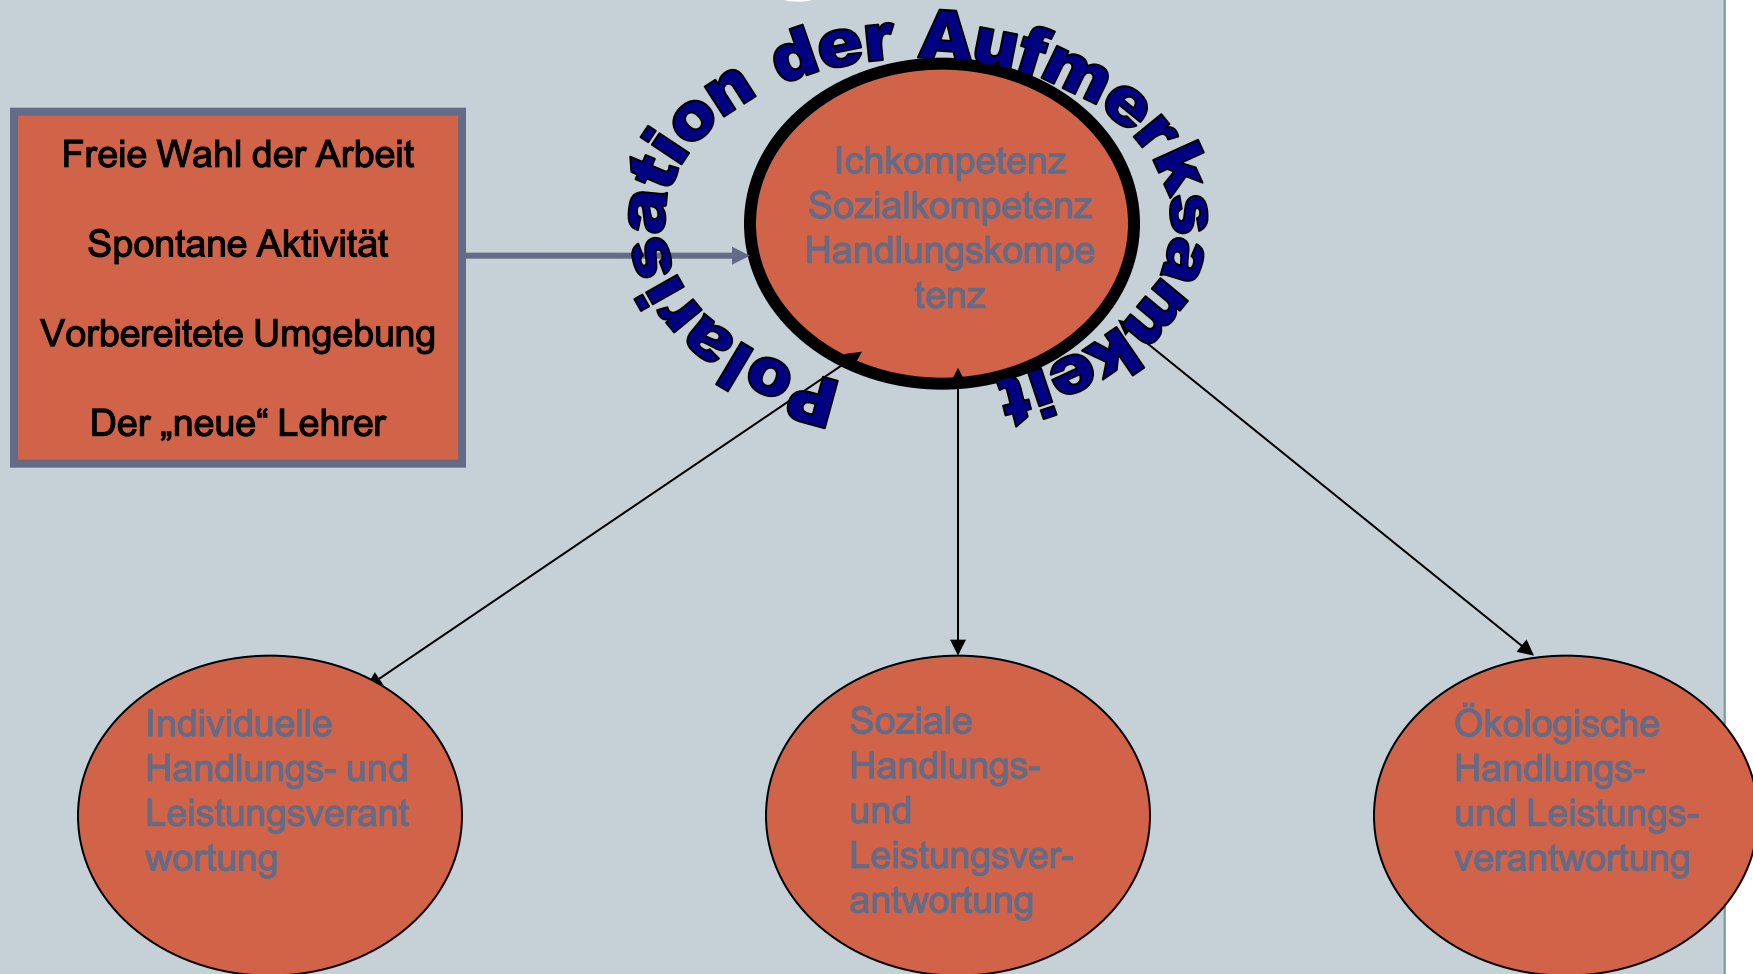 Polarisation der Aufmerksamkeit
Freie Wahl der Arbeit
Spontane Aktivität
Vorbereitete Umgebung
Der „neue“ Lehrer
Ichkompetenz
Sozialkompetenz
Handlungskompe
tenz
Individuelle
Handlungs- und
Leistungsverant
wortung
Soziale
Handlungs-
und
Leistungsver-
antwortung
Ökologische
Handlungs-
und Leistungs-
verantwortung